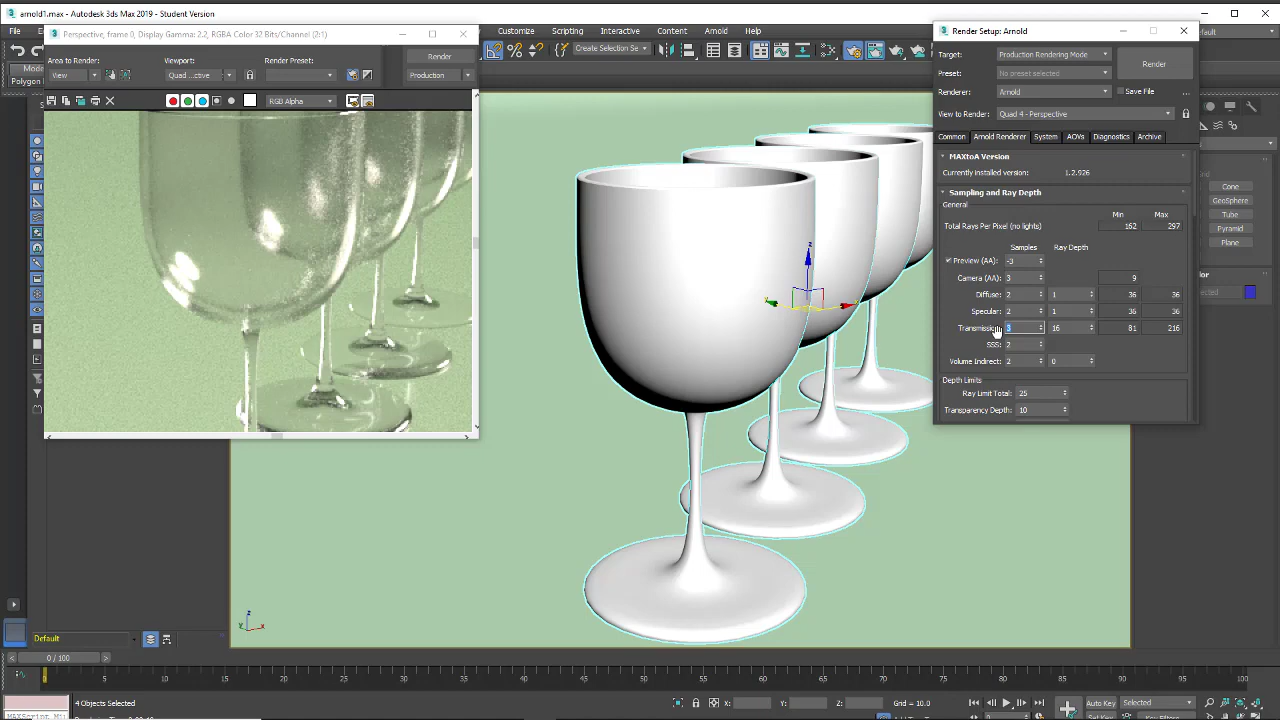 arnold1.max - Autodesk 3ds Max 2019 - Student Version
File
Customize
Scripting
Interactive
Content
Arnold
Help
Create Selection Se
Polygon
Perspective, frame 0, Display Gamma: 2.2, RGBA Color 32 Bits/Channel (2:1)
Area to Render:
Viewport:
Render Preset:
Render
View
Quad ...ctive
Production
RGB Alpha
Render Setup: Arnold
Target:
Production Rendering Mode
Preset:
No preset selected
Render
Renderer:
Arnold
Save File
...
View to Render:
Quad 4 - Perspective
Common
Arnold Renderer
System
AOVs
Diagnostics
Archive
MAXtoA Version
Currently installed version:
1.2.926
Sampling and Ray Depth
General
Min
Max
Total Rays Per Pixel (no lights)
162
297
Samples
Ray Depth
Preview (AA):
-3
Camera (AA):
3
9
Diffuse:
2
1
36
36
Specular:
2
1
36
36
Transmission:
3
16
81
216
SSS:
2
Volume Indirect:
2
0
Depth Limits
Ray Limit Total:
25
Transparency Depth:
10
Cone
GeoSphere
Tube
Pyramid
Plane
z
x
y
z
x
y
Default
0 / 100
0
5
10
15
20
25
30
35
40
45
50
55
60
65
70
75
80
85
90
95
100
MAXScript Mi
4 Objects Selected
X:
Y:
Z:
Grid = 10.0
Auto Key
Selected
Set Key
Key Filters...